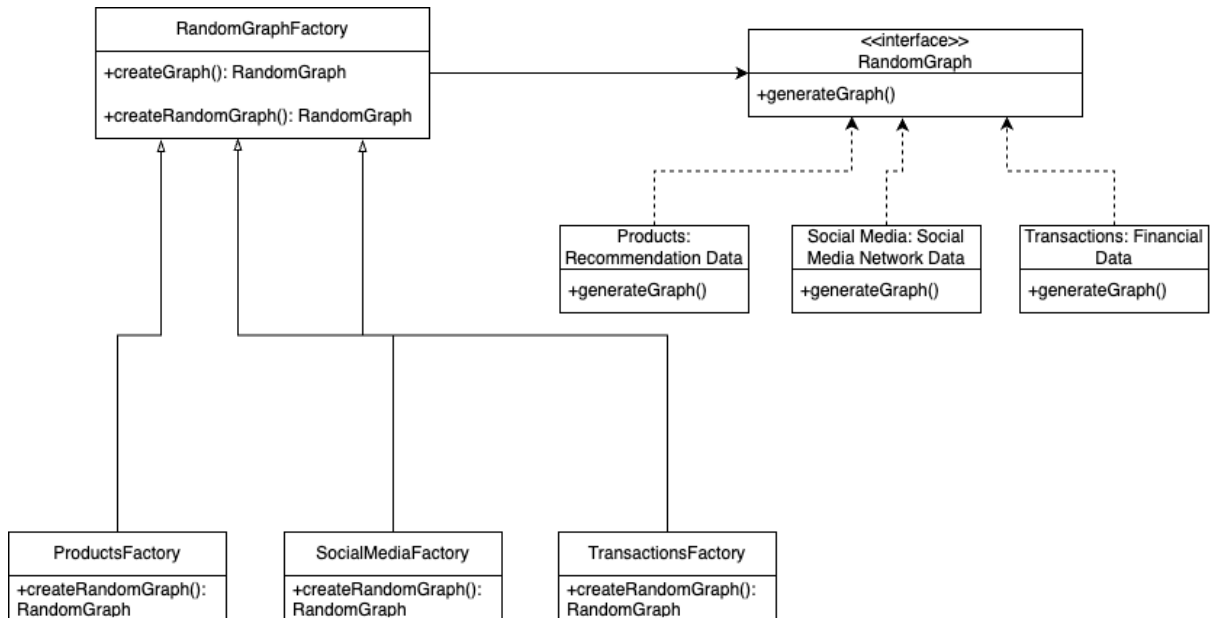 RandomGraphFactory
+createGraph(): RandomGraph
+createRandomGraph(): RandomGraph
<<interface>>
RandomGraph
+generateGraph()
Products:
Recommendation Data
+generateGraph()
Social Media: Social
Media Network Data
+generateGraph()
Transactions: Financial
Data
+generateGraph()
ProductsFactory
+createRandomGraph():
RandomGraph
SocialMediaFactory
+createRandomGraph():
RandomGraph
TransactionsFactory
+createRandomGraph():
RandomGraph